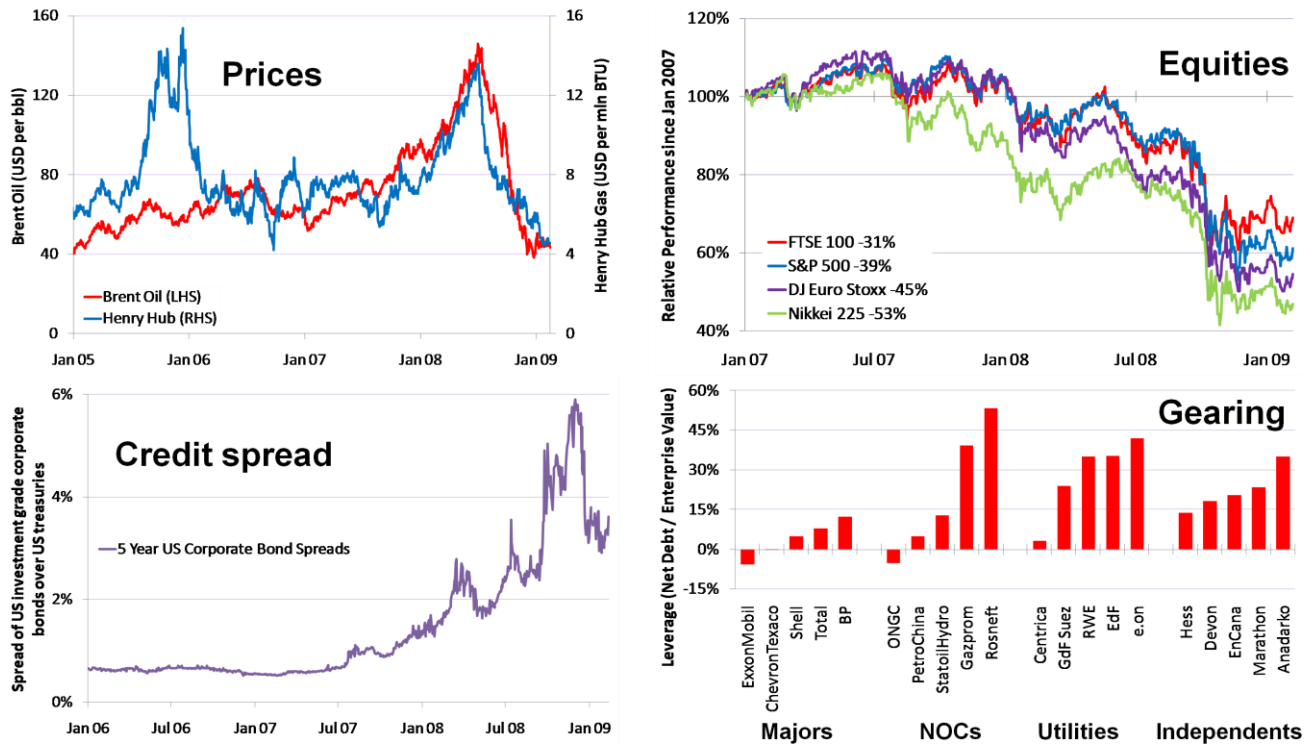 Prices
Brent Oil (USD per bbl)
160
120
80
40
0
Henry Hub Gas (USD per mln BTU)
16
12
8
4
0
Brent Oil (LHS)
Henry Hub (RHS)
Jan 05
Jan 06
Jan 07
Jan 08
Jan 09
Equities
Relative Performance since Jan 2007
120%
100%
80%
60%
40%
FTSE 100 -31%
S&P 500 -39%
DJ Euro Stoxx -45%
Nikkei 225 -53%
Jan 07
Jul 07
Jan 08
Jul 08
Jan 09
Credit spread
Spread of US investment grade corporate
bonds over US treasuries
6%
4%
2%
0%
5 Year US Corporate Bond Spreads
Jan 06
Jul 06
Jan 07
Jul 07
Jan 08
Jul 08
Jan 09
Gearing
Leverage (Net Debt / Enterprise Value)
60%
45%
30%
15%
0%
-15%
ExxonMobil
ChevronTexaco
Shell
Total
BP
ONGC
PetroChina
StatoilHydro
Gazprom
Rosneft
Centrica
GdF Suez
RWE
EdF
e.on
Hess
Devon
EnCana
Marathon
Anadarko
Majors
NOCs
Utilities
Independents